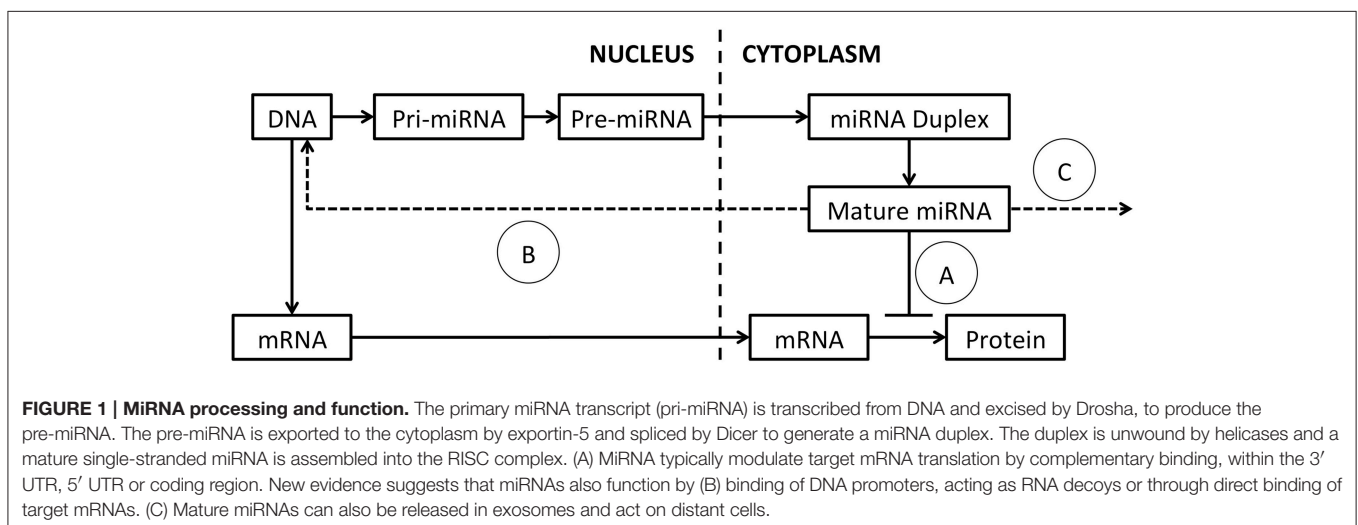 NUCLEUS CYTOPLASM
DNA Pri-miRNA Pre-miRNA miRNA Duplex
C
Mature miRNA
B
A
mRNA mRNA Protein
FIGURE 1 | MiRNA processing and function. The primary miRNA transcript (pri-miRNA) is transcribed from DNA and excised by Drosha, to produce the
pre-miRNA. The pre-miRNA is exported to the cytoplasm by exportin-5 and spliced by Dicer to generate a miRNA duplex. The duplex is unwound by helicases and a
mature single-stranded miRNA is assembled into the RISC complex. (A) MiRNA typically modulate target mRNA translation by complementary binding, within the 3′
UTR, 5′ UTR or coding region. New evidence suggests that miRNAs also function by (B) binding of DNA promoters, acting as RNA decoys or through direct binding of
target mRNAs. (C) Mature miRNAs can also be released in exosomes and act on distant cells.